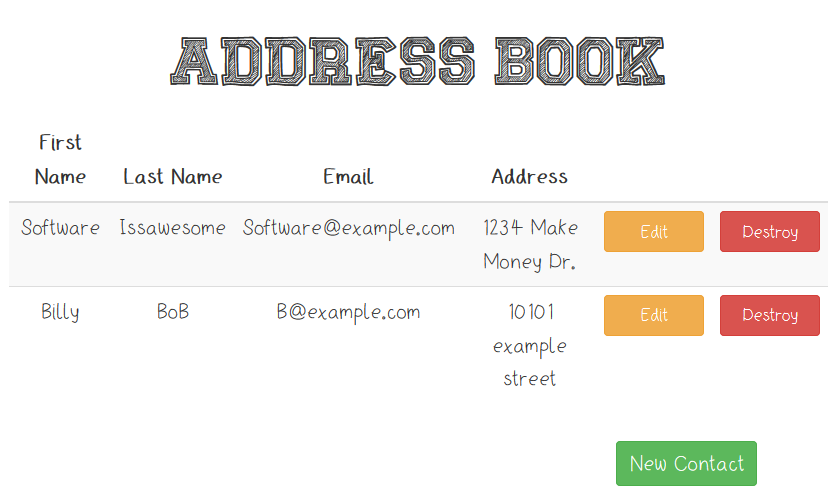 ADDRESS BOOK
First
Name Last Name Email Address
Software Issawesome Software@example.com 1234 Make Edit Destroy
Money Dr.
Billy BoB B@example.com 10101 Edit Destroy
example
street
New Contact